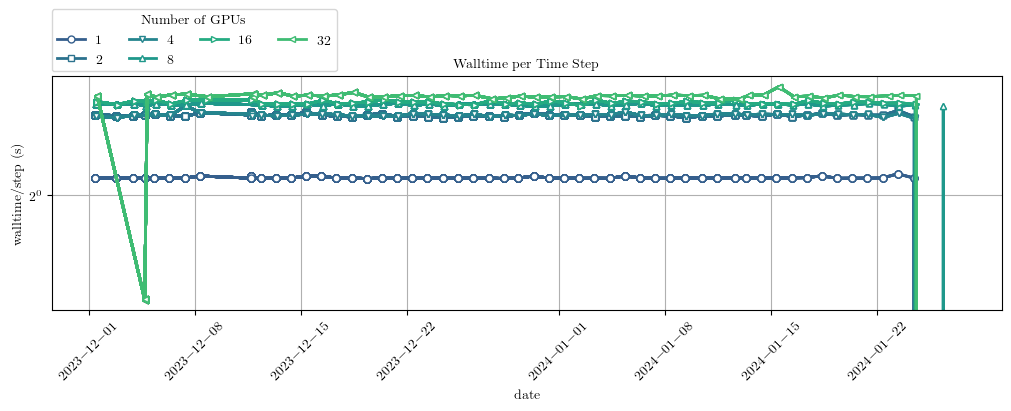 Number of GPUs
1 4 16 32
2 8
Walltime per Time Step
walltime/step (s)
2⁰
2023−12−01
2023−12−08
2023−12−15
2023−12−22
2024−01−01
2024−01−08
2024−01−15
2024−01−22
date